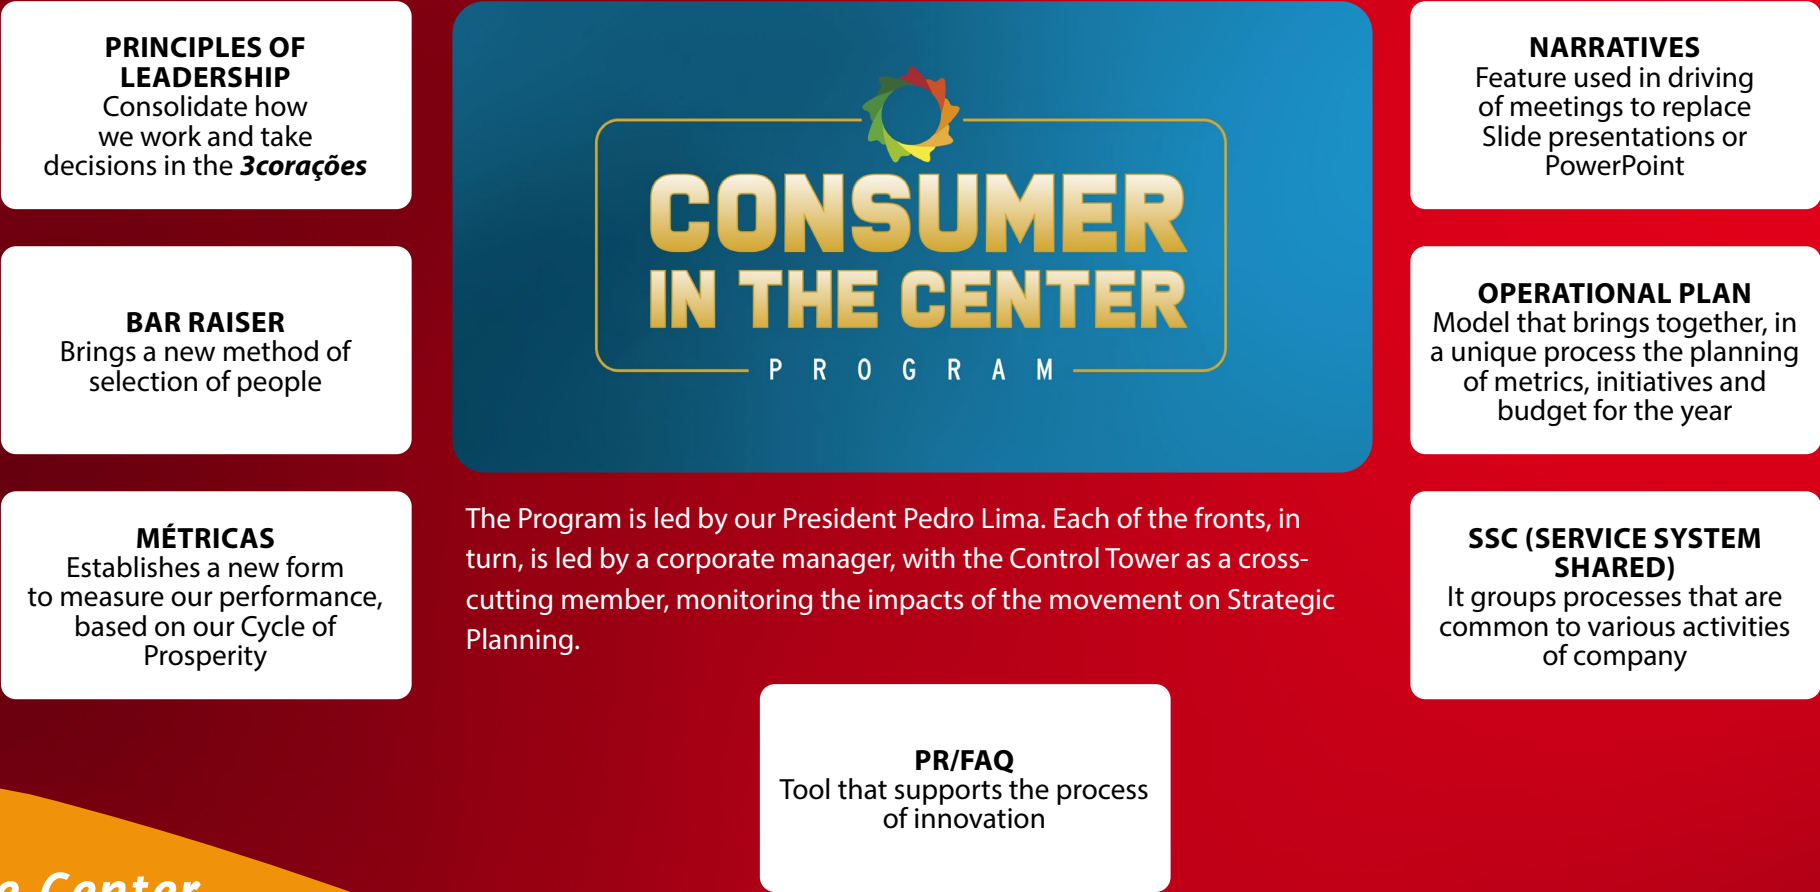 PRINCIPLES OF
LEADERSHIP
Consolidate how
we work and take
decisions in the 3corações
BAR RAISER
Brings a new method of
selection of people
MÉTRICAS
Establishes a new form
to measure our performance,
based on our Cycle of
Prosperity
CONSUMER
IN THE CENTER
PROGRAM
The Program is led by our President Pedro Lima. Each of the fronts, in
turn, is led by a corporate manager, with the Control Tower as a cross-
cutting member, monitoring the impacts of the movement on Strategic
Planning.
PR/FAQ
Tool that supports the process
of innovation
NARRATIVES
Feature used in driving
of meetings to replace
Slide presentations or
PowerPoint
OPERATIONAL PLAN
Model that brings together, in
a unique process the planning
of metrics, initiatives and
budget for the year
SSC (SERVICE SYSTEM
SHARED)
It groups processes that are
common to various activities
of company
Center